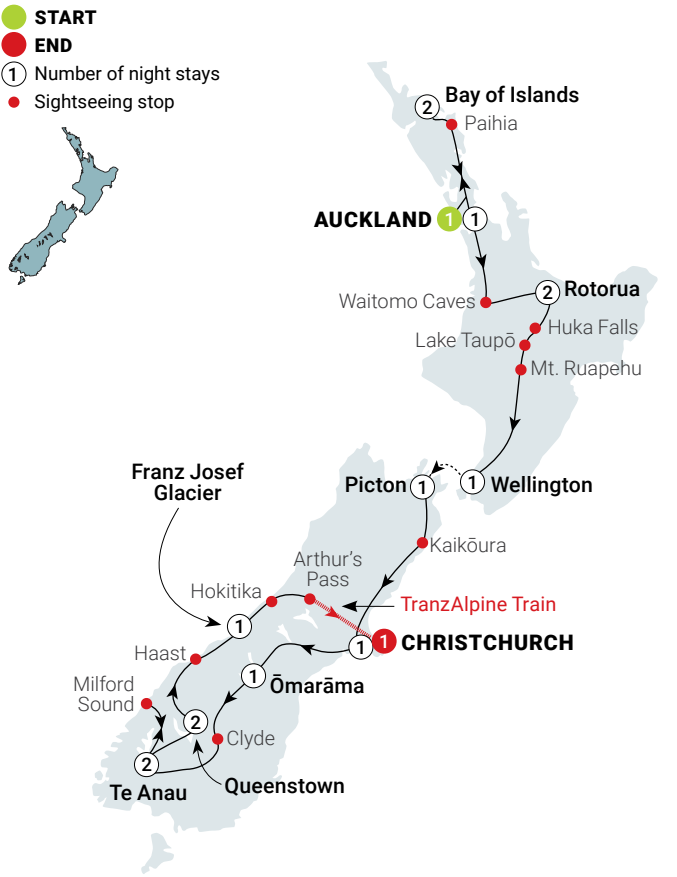 START
END
1 Number of night stays
Sightseeing stop
2 Bay of Islands
Paihia
AUCKLAND 1 1
Waitomo Caves
2 Rotorua
Huka Falls
Lake Taupō
Mt. Ruapehu
Franz Josef
Glacier
Picton 1
1 Wellington
Kaikōura
Arthur's
Pass
Hokitika
TranzAlpine Train
1
1 1 CHRISTCHURCH
Haast
1 Ōmarāma
Milford
Sound
2
Clyde
2
Te Anau
Queenstown